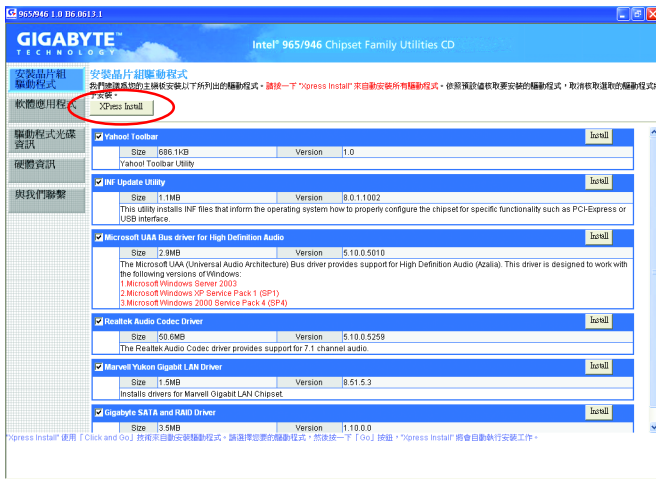 965/946 1.0 B6.0613.1
GIGABYTE™
TECHNOLOGY
Intel® 965/946 Chipset Family Utilities CD
安裝晶片組
驅動程式
軟體應用程式
驅動程式光碟
資訊
硬體資訊
與我們聯繫
安裝晶片組驅動程式
我們建議為您的主機板安裝以下所列出的驅動程式。請按一下 "Xpress Install" 來自動安裝所有驅動程式。依照預設值核取要安裝的驅動程式，取消核取選取的驅動程式
予安裝。
XPress Install
Yahoo! Toolbar Install
Size 686.1KB Version 1.0
Yahoo! Toolbar Utility
INF Update Utility Install
Size 1.1MB Version 8.0.1.1002
This utility installs INF files that inform the operating system how to properly configure the chipset for specific functionality such as PCI-Express or
USB interface.
Microsoft UAA Bus driver for High Definition Audio Install
Size 2.9MB Version 5.10.0.5010
The Microsoft UAA (Universal Audio Architecture) Bus driver provides support for High Definition Audio (Azalia). This driver is designed to work with
the following versions of Windows:
1.Microsoft Windows Server 2003
2.Microsoft Windows XP Service Pack 1 (SP1)
3.Microsoft Windows 2000 Service Pack 4 (SP4)
Realtek Audio Codec Driver Install
Size 50.6MB Version 5.10.0.5259
The Realtek Audio Codec driver provides support for 7.1 channel audio.
Marvell Yukon Gigabit LAN Driver Install
Size 1.5MB Version 8.51.5.3
Installs drivers for Marvell Gigabit LAN Chipset.
Gigabyte SATA and RAID Driver Install
Size 3.5MB Version 1.10.0.0
"Xpress Install" 使用「Click and Go」技術來自動安裝驅動程式。請選擇您要的驅動程式，然後按一下「Go」按鈕，"Xpress Install" 將會自動執行安裝工作。